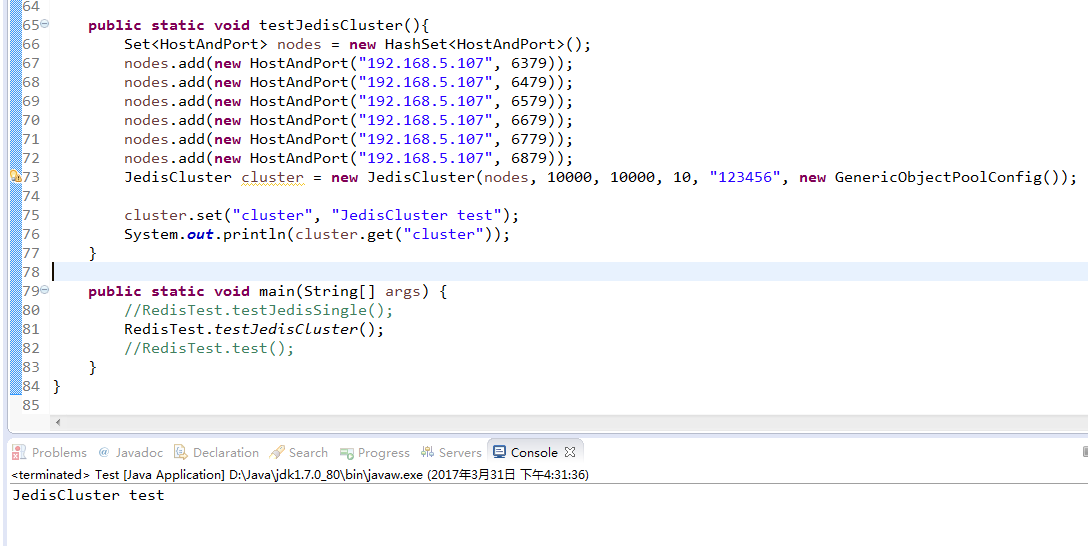 64
65 public static void testJedisCluster(){
66 Set<HostAndPort> nodes = new HashSet<HostAndPort>();
67 nodes.add(new HostAndPort("192.168.5.107", 6379));
68 nodes.add(new HostAndPort("192.168.5.107", 6479));
69 nodes.add(new HostAndPort("192.168.5.107", 6579));
70 nodes.add(new HostAndPort("192.168.5.107", 6679));
71 nodes.add(new HostAndPort("192.168.5.107", 6779));
72 nodes.add(new HostAndPort("192.168.5.107", 6879));
73 JedisCluster cluster = new JedisCluster(nodes, 10000, 10000, 10, "123456", new GenericObjectPoolConfig());
74
75 cluster.set("cluster", "JedisCluster test");
76 System.out.println(cluster.get("cluster"));
77 }
78
79 public static void main(String[] args) {
80 //RedisTest.testJedisSingle();
81 RedisTest.testJedisCluster();
82 //RedisTest.test();
83 }
84 }
85
Problems @ Javadoc Declaration Search Progress Servers Console
<terminated> Test [Java Application] D:\Java\jdk1.7.0_80\bin\javaw.exe (2017年3月31日 下午4:31:36)
JedisCluster test